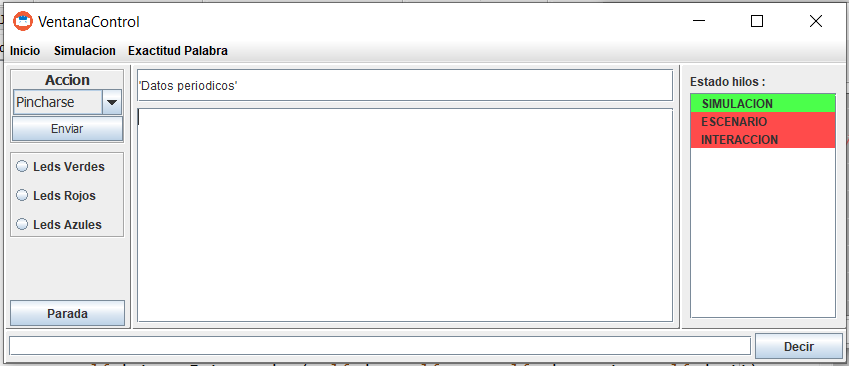 VentanaControl
Inicio Simulacion Exactitud Palabra
Accion
Pincharse
Enviar
Leds Verdes
Leds Rojos
Leds Azules
Parada
'Datos periodicos'
Estado hilos :
SIMULACION
ESCENARIO
INTERACCION
Decir